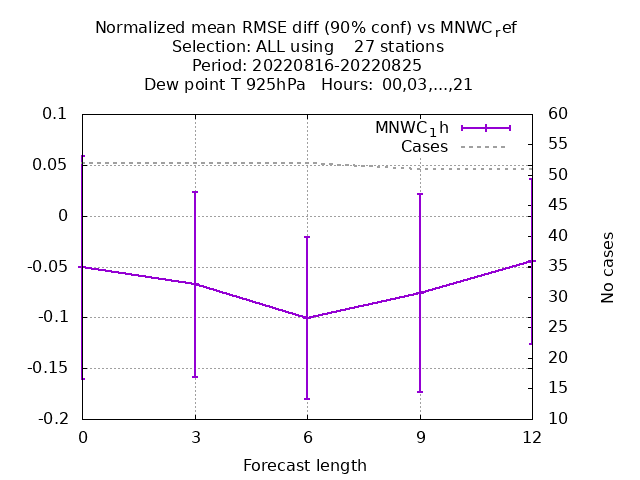 Normalized mean RMSE diff (90% conf) vs MNWCref
Selection: ALL using    27 stations
Period: 20220816-20220825
Dew point T 925hPa   Hours: 00,03,...,21
0.1
0.05
0
-0.05
-0.1
-0.15
-0.2
MNWC1h
Cases
60
55
50
45
40
35
30
25
20
15
10
No cases
0 3 6 9 12
Forecast length